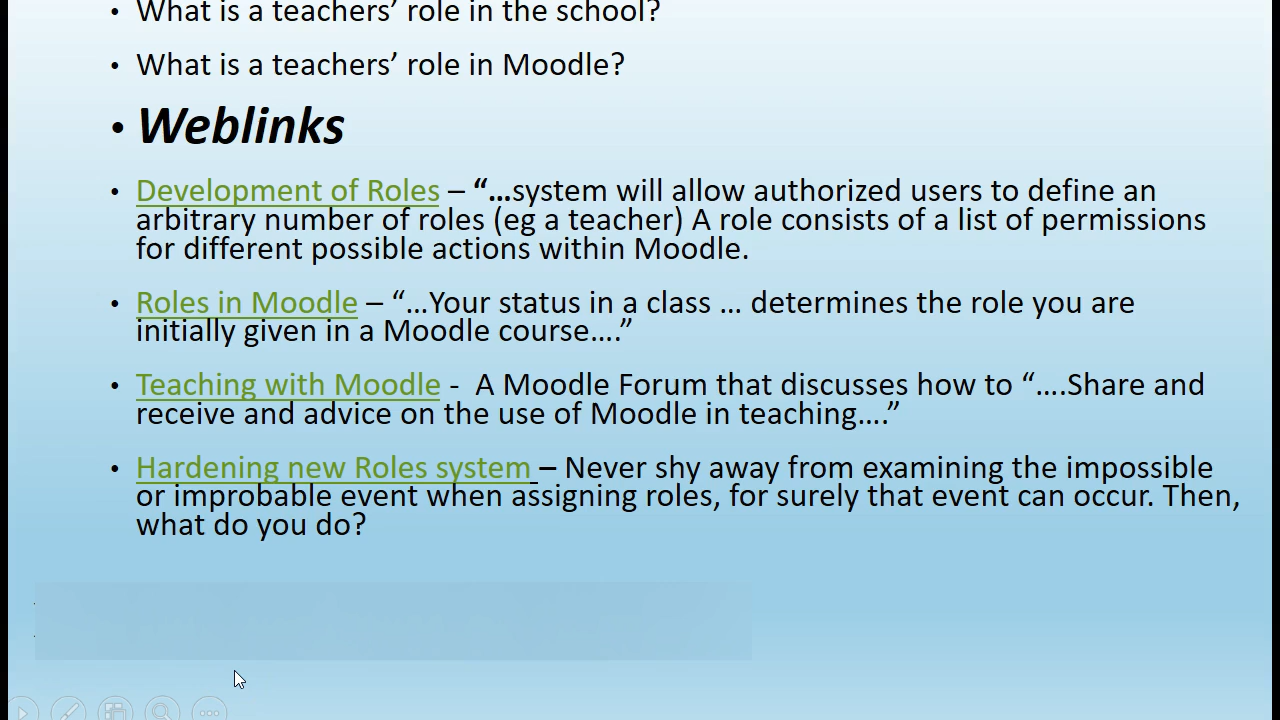 • What is a teachers’ role in the school?
• What is a teachers’ role in Moodle?
• Weblinks
• Development of Roles – “…system will allow authorized users to define an
arbitrary number of roles (eg a teacher) A role consists of a list of permissions
for different possible actions within Moodle.
• Roles in Moodle – “…Your status in a class … determines the role you are
initially given in a Moodle course….”
• Teaching with Moodle -  A Moodle Forum that discusses how to “….Share and
receive and advice on the use of Moodle in teaching….”
• Hardening new Roles system – Never shy away from examining the impossible
or improbable event when assigning roles, for surely that event can occur. Then,
what do you do?